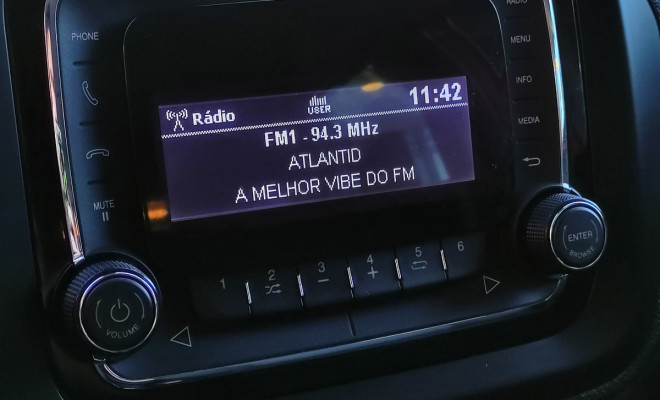 PHONE
MUTE
VOLUME
Rádio
USER
11:42
FM1 - 94.3 MHz
ATLANTID
A MELHOR VIBE DO FM
1 2 3 4 5 6
RADIO
MENU
INFO
MEDIA
ENTER
BROWSE